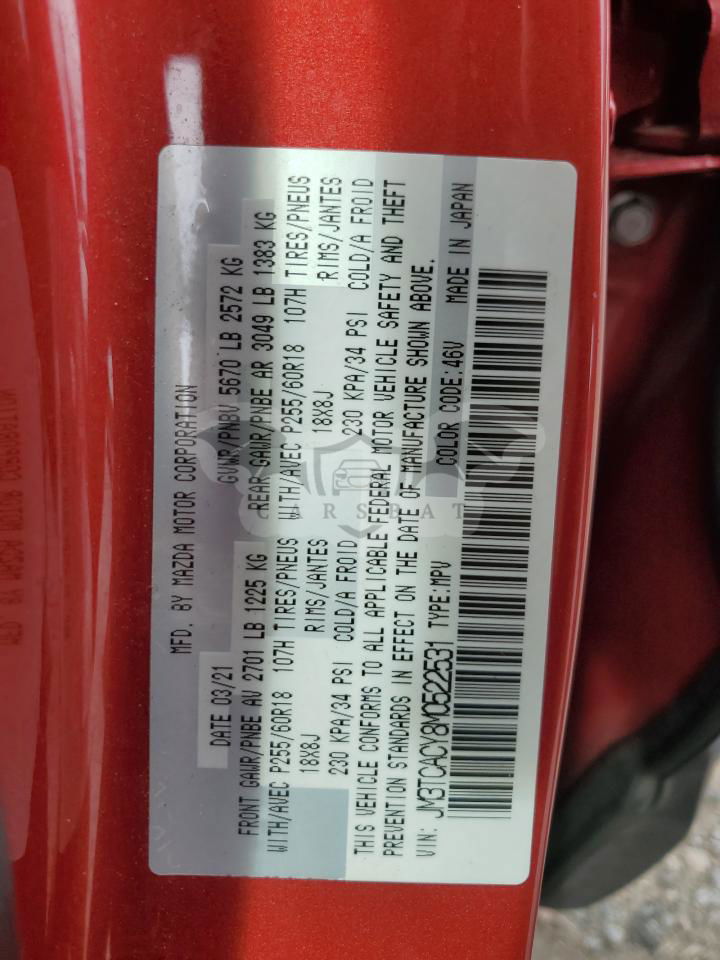 MFD. BY MAZDA MOTOR CORPORATION
DATE 03/21 GVWR/PNBV 5670 LB 2572 KG
FRONT GAWR/PNBE AV 2701 LB 1225 KG REAR GAWR/PNBE AR 3049 LB 1383 KG
WITH/AVEC P255/60R18 107H TIRES/PNEUS WITH/AVEC P255/60R18 107H TIRES/PNEUS
18X8J RIMS/JANTES 18X8J RIMS/JANTES
230 KPA/34 PSI COLD/A FROID 230 KPA/34 PSI COLD/A FROID
THIS VEHICLE CONFORMS TO ALL APPLICABLE FEDERAL MOTOR VEHICLE SAFETY AND THEFT
PREVENTION STANDARDS IN EFFECT ON THE DATE OF MANUFACTURE SHOWN ABOVE.
VIN: JM3TCACY8M0522531 TYPE:MPV COLOR CODE:46V MADE IN JAPAN
CARSBAT